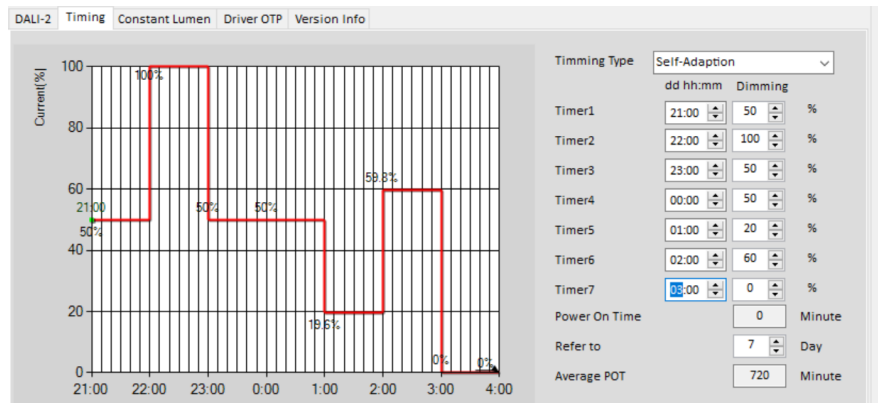 DALI-2 Timing Constant Lumen Driver OTP Version Info
Current[%]
100
80
60
40
20
0
21:00 22:00 23:00 0:00 1:00 2:00 3:00 4:00
21:00
50%
100%
50%
50%
19.6%
59.8%
0%
0%
Timming Type Self-Adaption
dd hh:mm Dimming
Timer1 21:00 50 %
Timer2 22:00 100 %
Timer3 23:00 50 %
Timer4 00:00 50 %
Timer5 01:00 20 %
Timer6 02:00 60 %
Timer7 03:00 0 %
Power On Time 0 Minute
Refer to 7 Day
Average POT 720 Minute